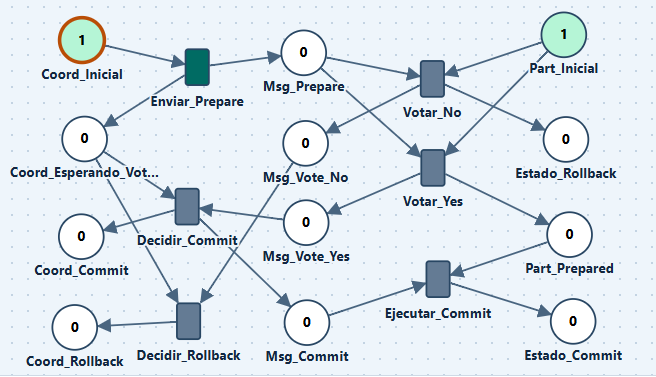 1
Coord_Inicial
Enviar_Prepare
0
Msg_Prepare
1
Part_Inicial
Votar_No
0
Coord_Esperando_Vot...
0
Msg_Vote_No
0
Estado_Rollback
Votar_Yes
0
Coord_Commit
Decidir_Commit
0
Msg_Vote_Yes
0
Part_Prepared
Ejecutar_Commit
0
Coord_Rollback
Decidir_Rollback
0
Msg_Commit
0
Estado_Commit